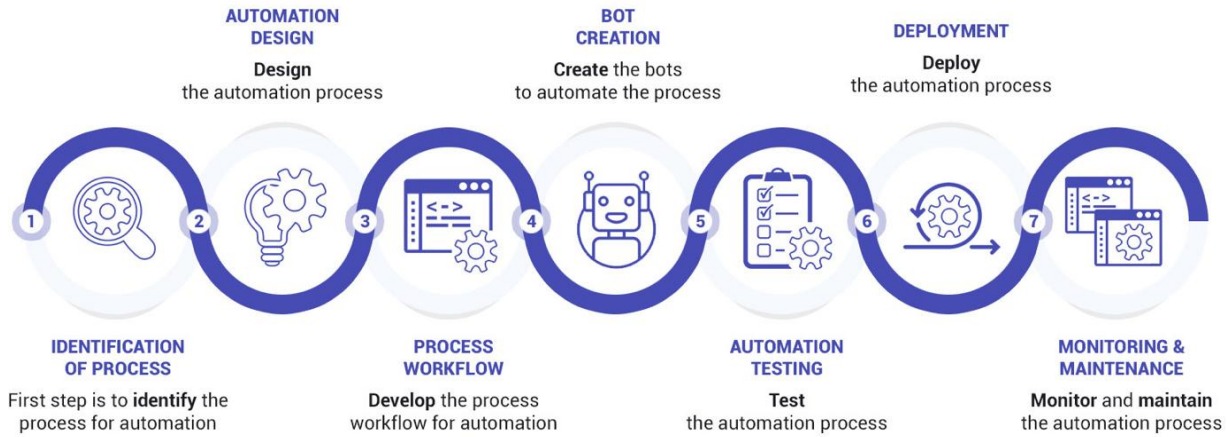 AUTOMATION
DESIGN
Design
the automation process
BOT
CREATION
Create the bots
to automate the process
DEPLOYMENT
Deploy
the automation process
1
2
3
4
5
6
7
IDENTIFICATION
OF PROCESS
First step is to identify the
process for automation
PROCESS
WORKFLOW
Develop the process
workflow for automation
AUTOMATION
TESTING
Test
the automation process
MONITORING &
MAINTENANCE
Monitor and maintain
the automation process